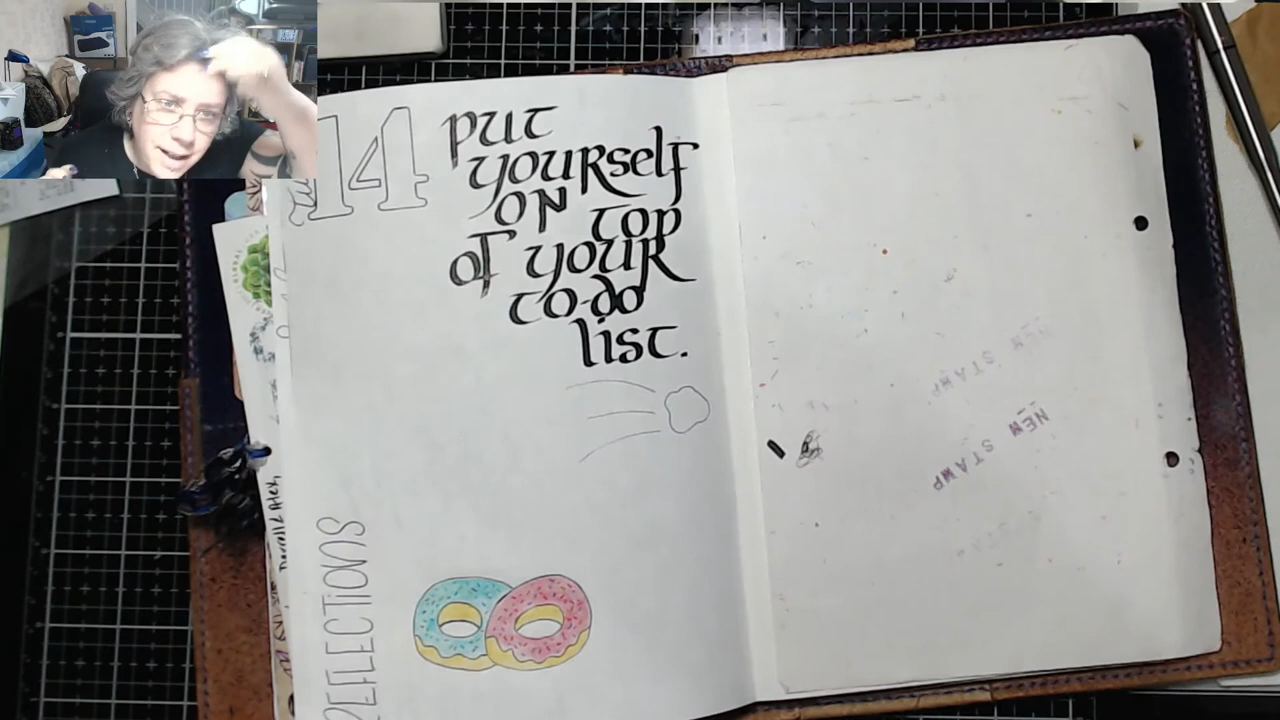 14
put
yourself
on top
of your
to-do
list.
REFLECTIONS
NEW STAMP
NEW STAMP